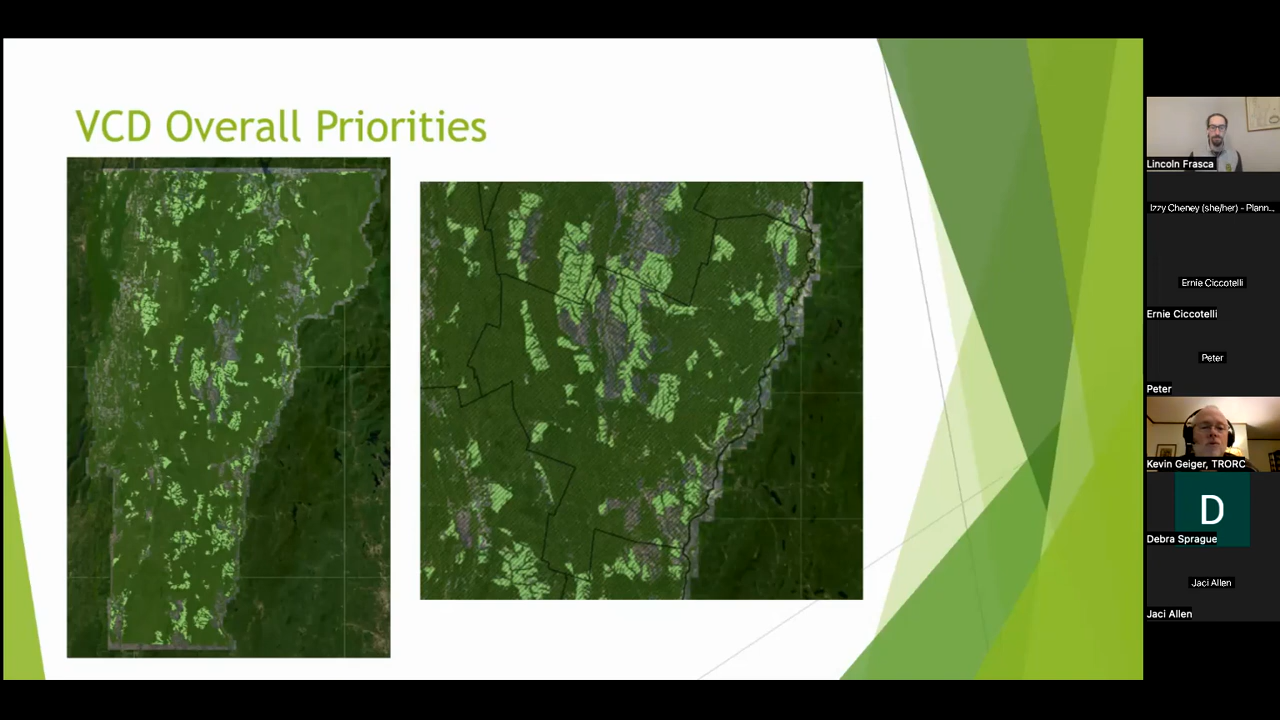 VCD Overall Priorities
Lincoln Frasca
Izzy Cheney (she/her) - Plann...
Ernie Ciccotelli
Ernie Ciccotelli
Peter
Peter
Kevin Geiger, TRORC
D
Debra Sprague
Jaci Allen
Jaci Allen